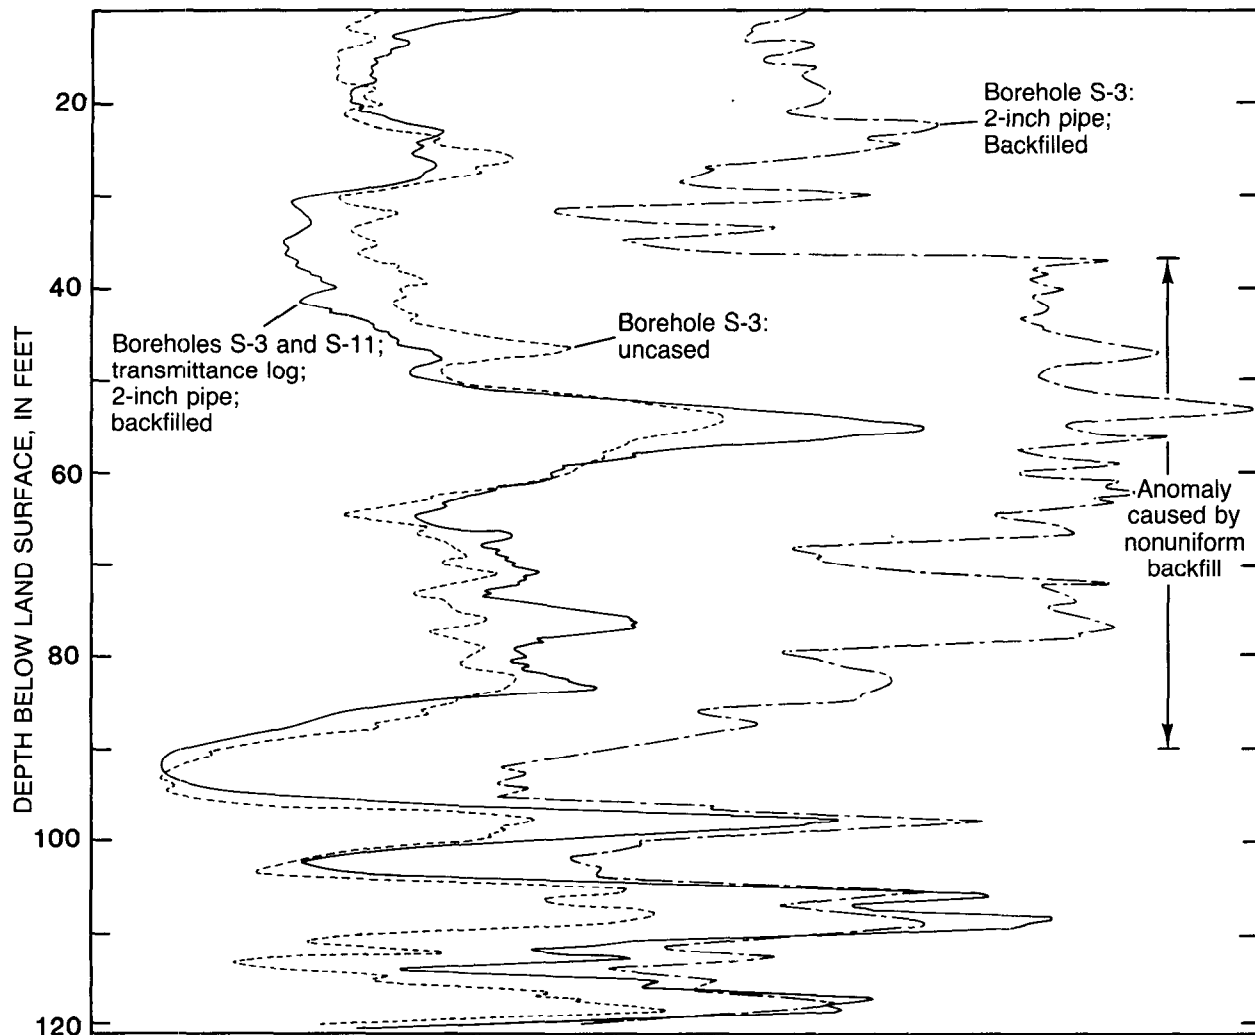 20
40
60
80
100
120
DEPTH BELOW LAND SURFACE, IN FEET
Borehole S-3:
2-inch pipe;
Backfilled
Boreholes S-3 and S-11;
transmittance log;
2-inch pipe;
backfilled
Borehole S-3:
uncased
Anomaly
caused by
nonuniform
backfill